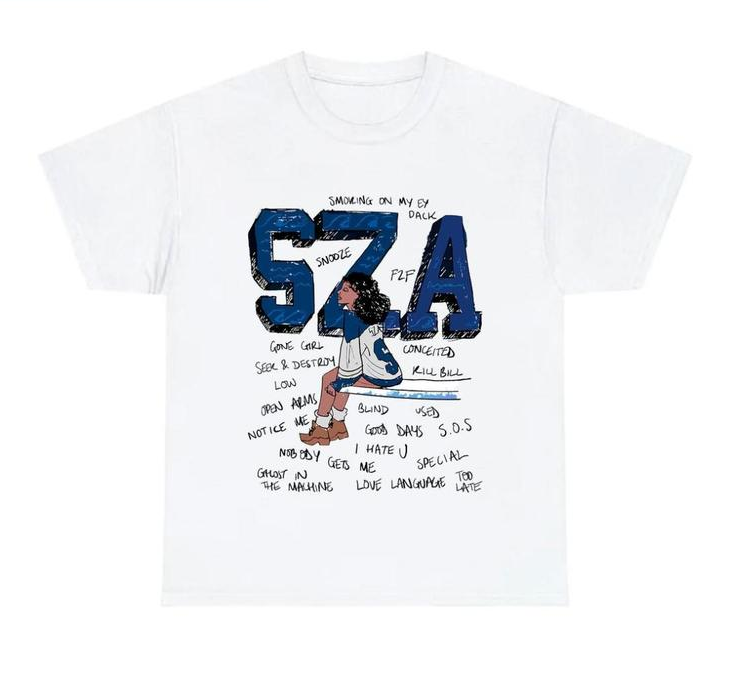 SMOKING ON MY EX
PACK
SZA
SNOOZE
F2F
GONE GIRL
CONCEITED
SEEK & DESTROY
KILL BILL
LOW
OPEN ARMS
BLIND
USED
NOTICE ME
GOOD DAYS
S.O.S
NOBODY
GETS ME
I HATE U
SPECIAL
GHOST IN
THE MACHINE
LOVE LANGUAGE
TOO
LATE